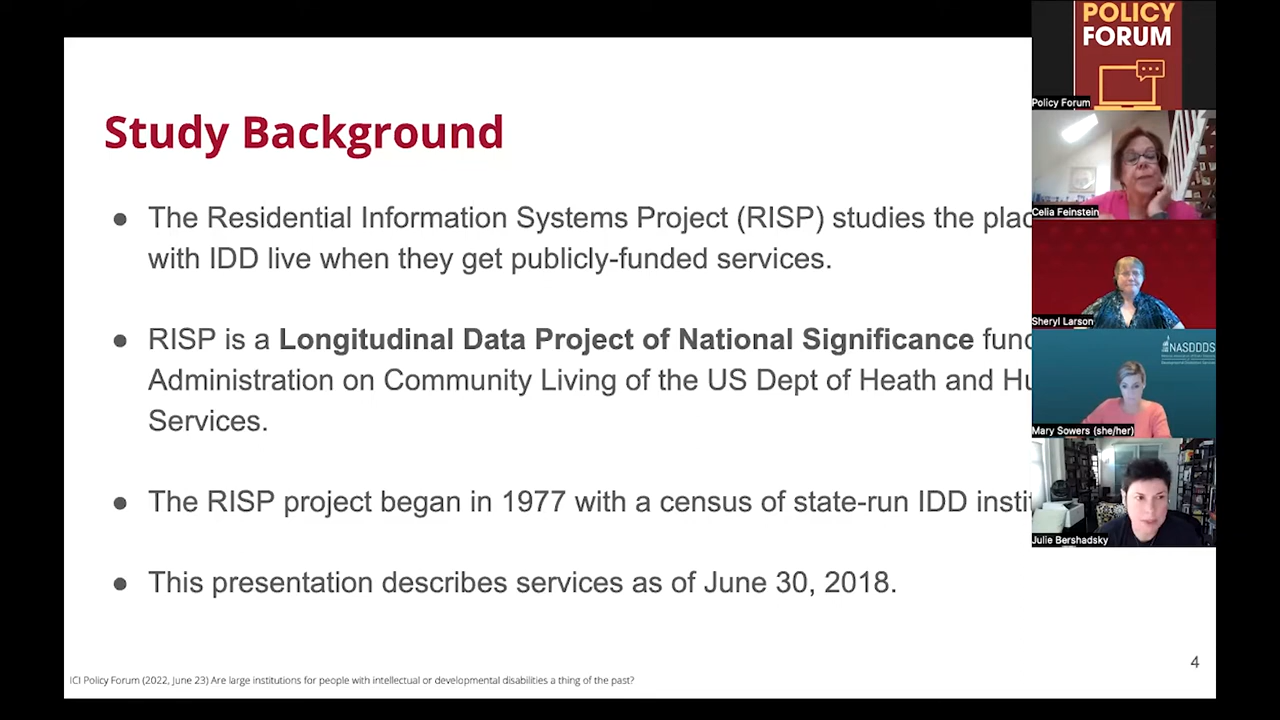 POLICY
FORUM
Policy Forum
Study Background
The Residential Information Systems Project (RISP) studies the plac
with IDD live when they get publicly-funded services.
RISP is a Longitudinal Data Project of National Significance fun
Administration on Community Living of the US Dept of Heath and Hu
Services.
The RISP project began in 1977 with a census of state-run IDD insti
This presentation describes services as of June 30, 2018.
4
ICI Policy Forum (2022, June 23) Are large institutions for people with intellectual or developmental disabilities a thing of the past?
Celia Feinstein
Sheryl Larson
NASDDDS
Mary Sowers (she/her)
Julie Bershadsky